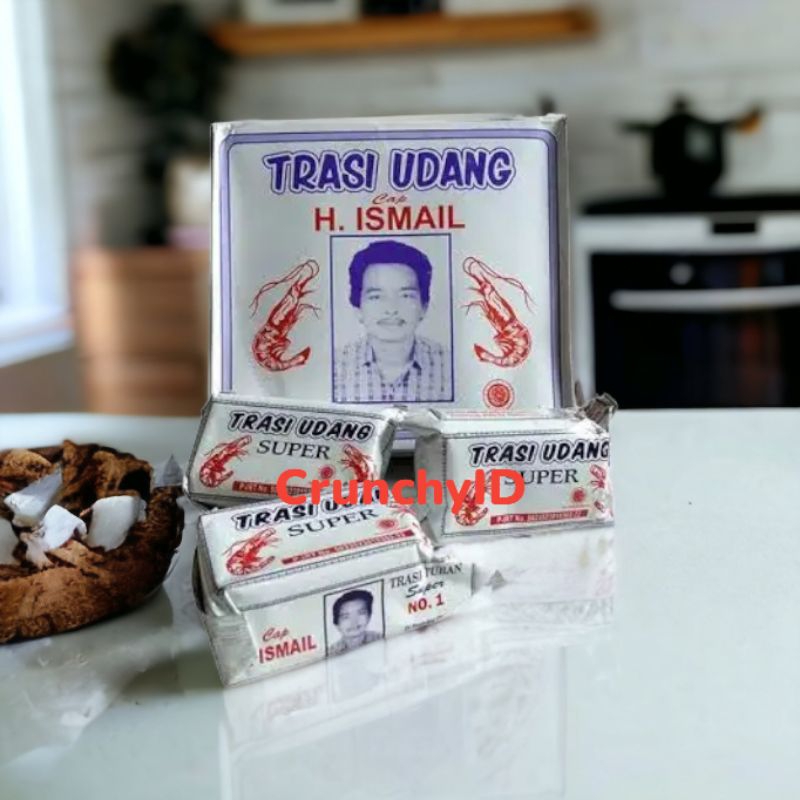 TRASI UDANG
Cap
H. ISMAIL
TRASI UDANG
SUPER
TRASI UDANG
SUPER
CrunchyID
TRASI UDANG
SUPER
TRASI TUBAN
Super
NO. 1
Cap
ISMAIL